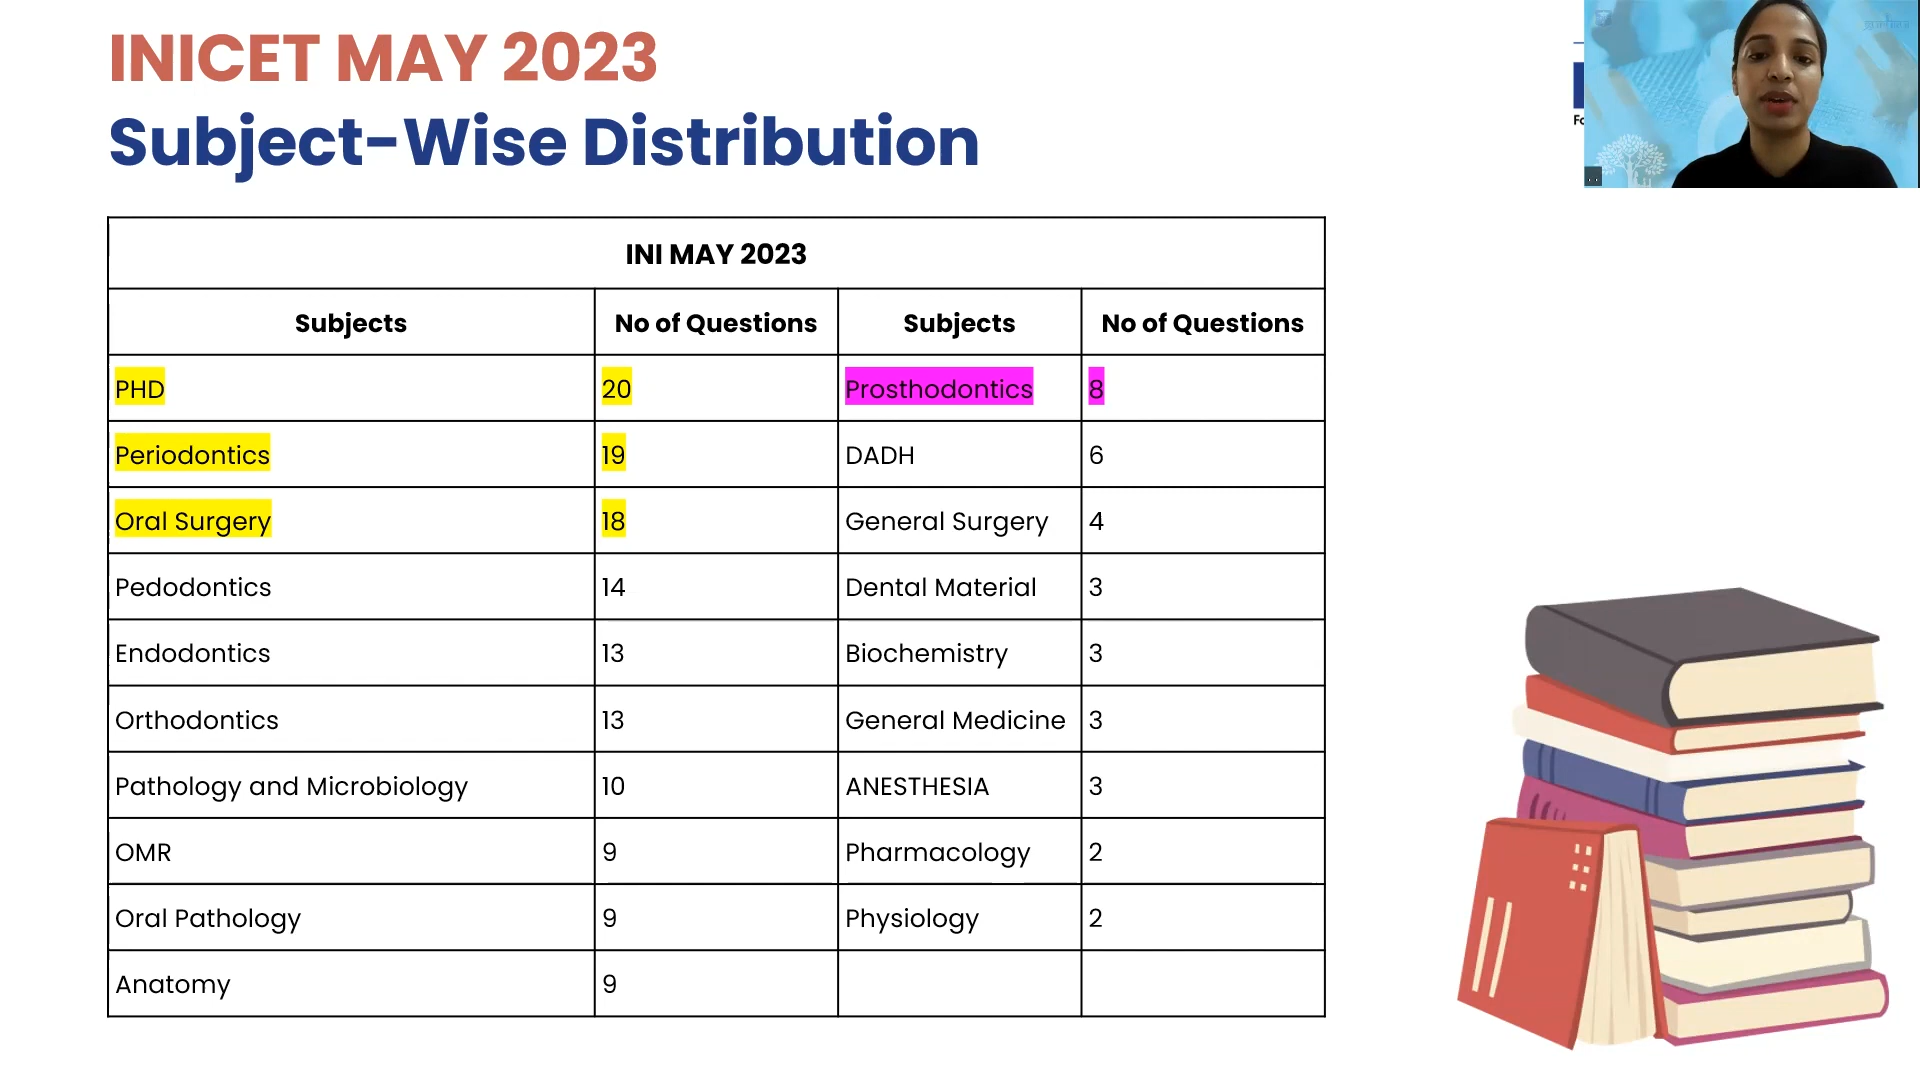 INICET MAY 2023
Subject-Wise Distribution
INI MAY 2023
Subjects No of Questions Subjects No of Questions
PHD 20 Prosthodontics 8
Periodontics 19 DADH 6
Oral Surgery 18 General Surgery 4
Pedodontics 14 Dental Material 3
Endodontics 13 Biochemistry 3
Orthodontics 13 General Medicine 3
Pathology and Microbiology 10 ANESTHESIA 3
OMR 9 Pharmacology 2
Oral Pathology 9 Physiology 2
Anatomy 9